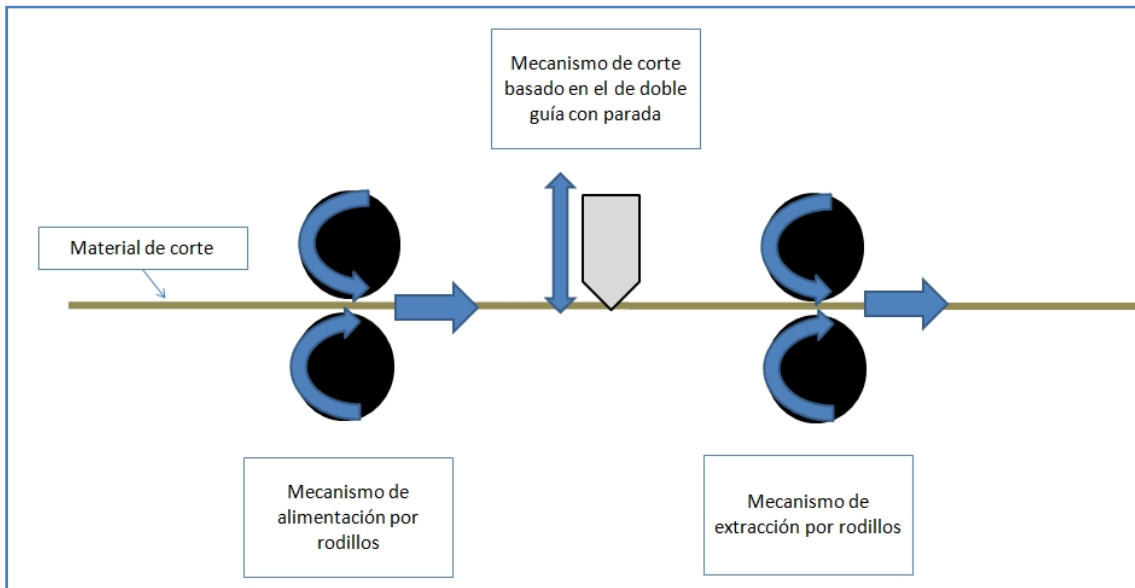 Mecanismo de corte
basado en el de doble
guía con parada
Material de corte
Mecanismo de
alimentación por
rodillos
Mecanismo de
extracción por rodillos